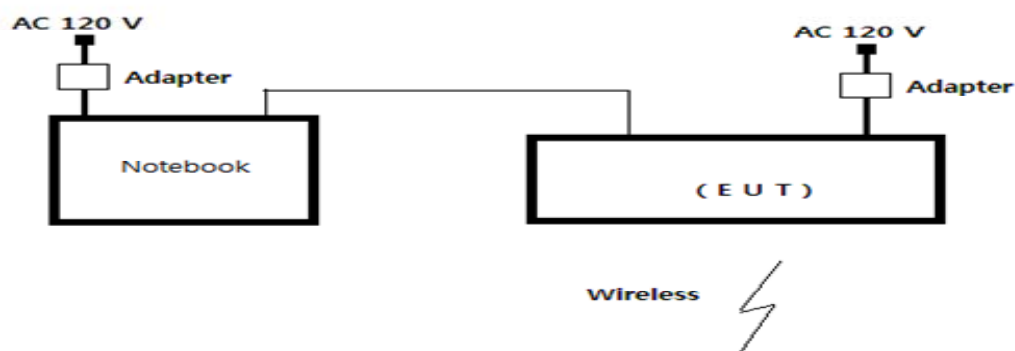 AC 120 V
Adapter
Notebook
AC 120 V
Adapter
( E U T )
Wireless